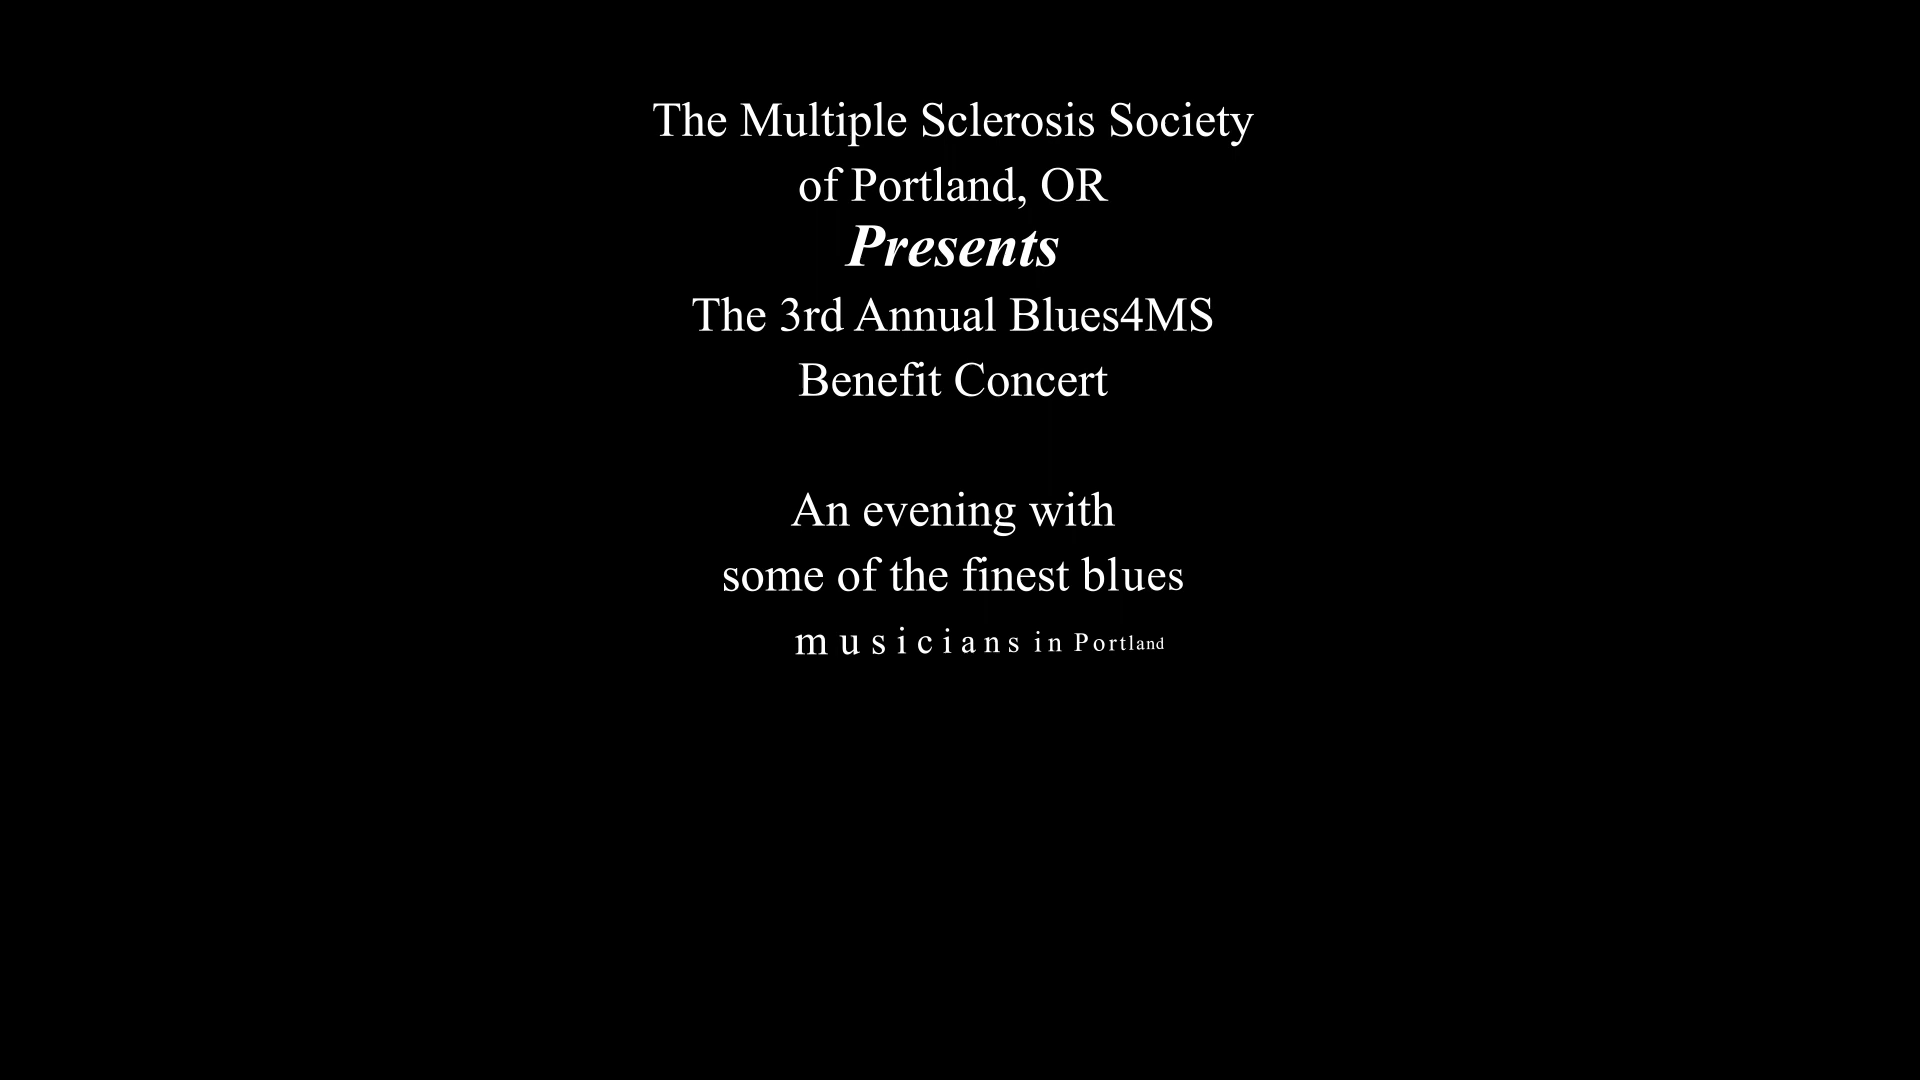 The Multiple Sclerosis Society
of Portland, OR
Presents
The 3rd Annual Blues4MS
Benefit Concert
An evening with
some of the finest blues
musicians in Portland